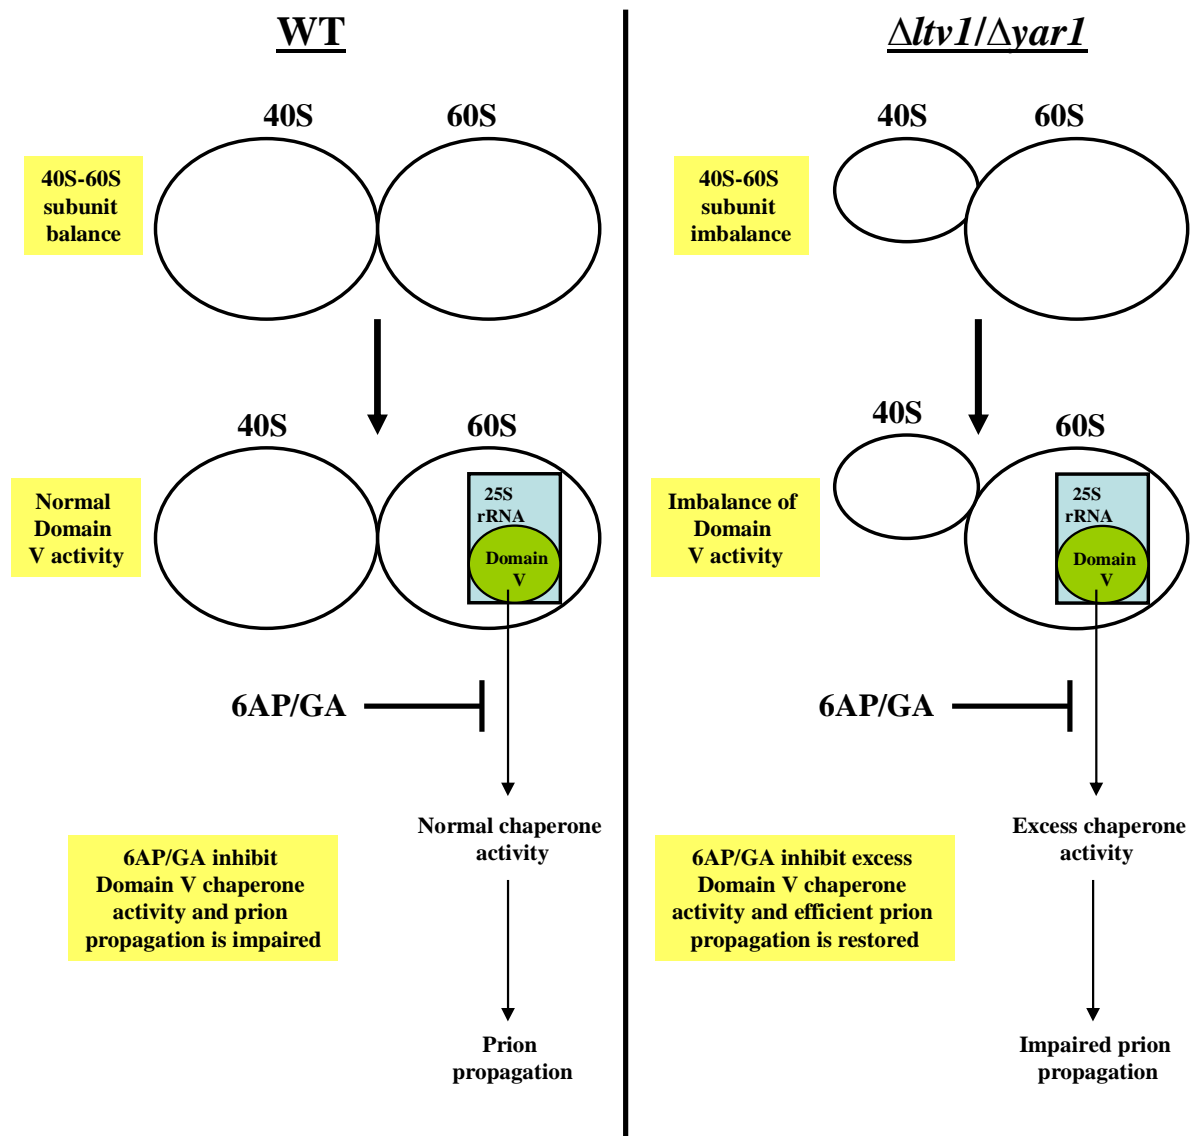 WT
40S
60S
40S-60S
subunit
balance
40S
60S
Normal
Domain
V activity
25S
rRNA
Domain
V
6AP/GA
Normal chaperone
activity
6AP/GA inhibit
Domain V chaperone
activity and prion
propagation is impaired
Prion
propagation
Δltv1/Δyar1
40S
60S
40S-60S
subunit
imbalance
40S
60S
Imbalance of
Domain
V activity
25S
rRNA
Domain
V
6AP/GA
Excess chaperone
activity
6AP/GA inhibit excess
Domain V chaperone
activity and efficient prion
propagation is restored
Impaired prion
propagation